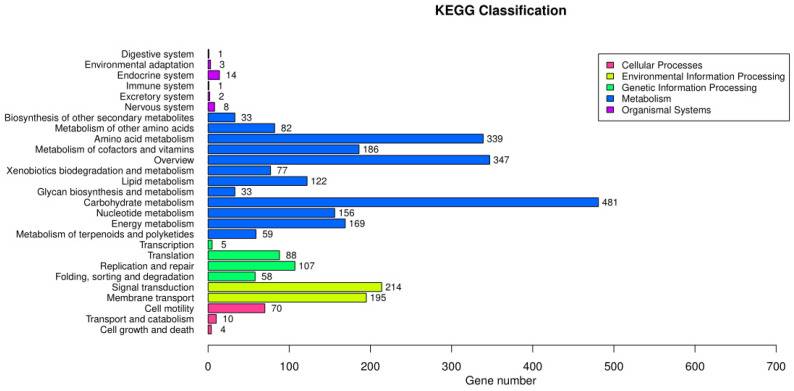 KEGG Classification
Digestive system 1
Environmental adaptation 3
Endocrine system 14
Immune system 1
Excretory system 2
Nervous system 8
Biosynthesis of other secondary metabolites 33
Metabolism of other amino acids 82
Amino acid metabolism 339
Metabolism of cofactors and vitamins 186
Overview 347
Xenobiotics biodegradation and metabolism 77
Lipid metabolism 122
Glycan biosynthesis and metabolism 33
Carbohydrate metabolism 481
Nucleotide metabolism 156
Energy metabolism 169
Metabolism of terpenoids and polyketides 59
Transcription 5
Translation 88
Replication and repair 107
Folding, sorting and degradation 58
Signal transduction 214
Membrane transport 195
Cell motility 70
Transport and catabolism 10
Cell growth and death 4
Cellular Processes
Environmental Information Processing
Genetic Information Processing
Metabolism
Organismal Systems
0 100 200 300 400 500 600 700
Gene number